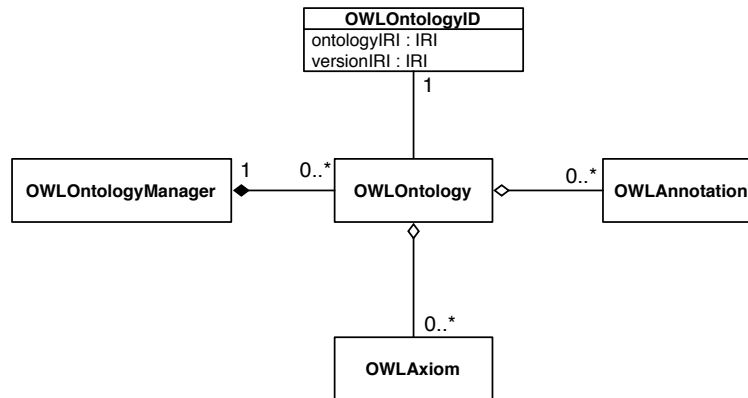 OWLOntologyID
ontologyIRI : IRI
versionIRI : IRI
1
1
0..*
0..*
OWLOntologyManager
OWLOntology
OWLAnnotation
0..*
OWLAxiom